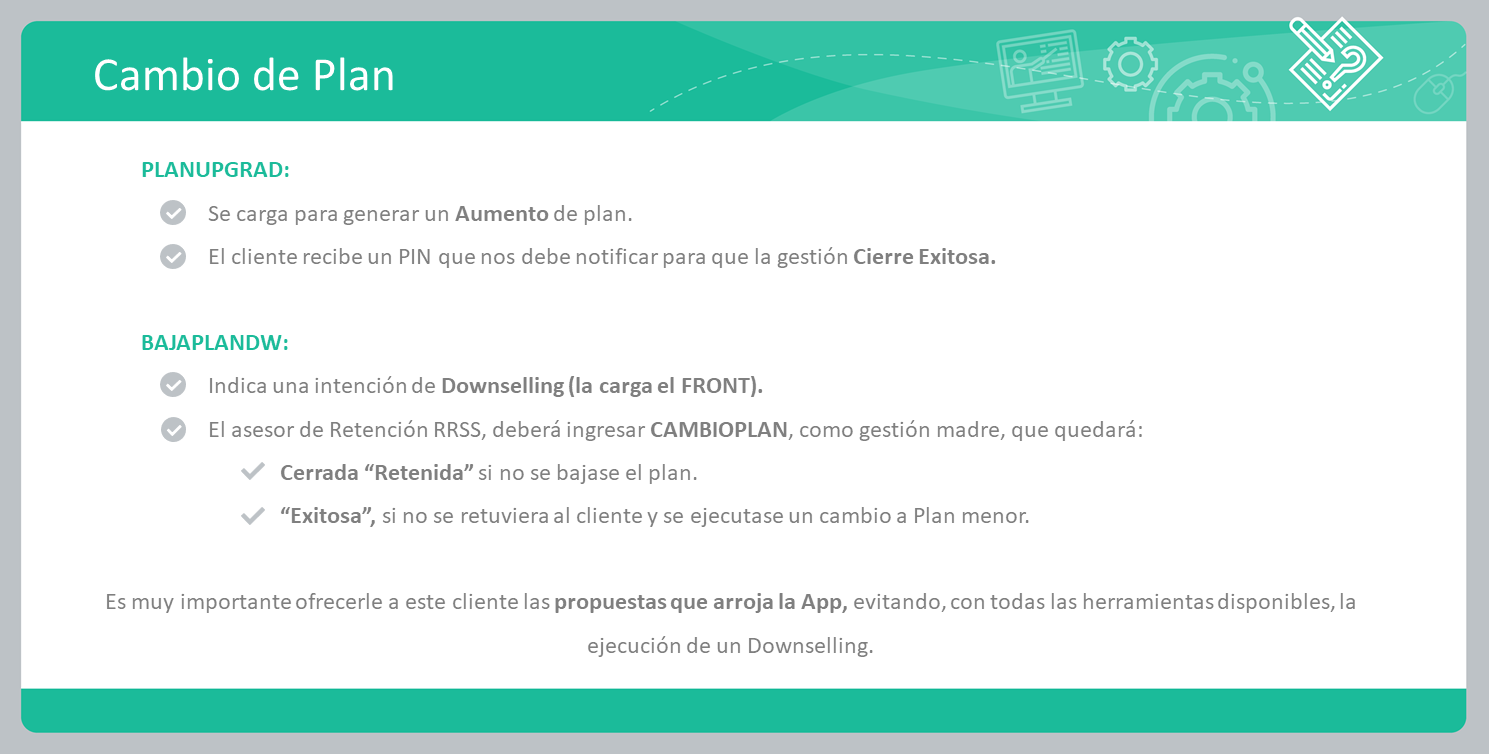 Cambio de Plan
PLANUPGRAD:
Se carga para generar un Aumento de plan.
El cliente recibe un PIN que nos debe notificar para que la gestión Cierre Exitosa.
BAJAPLANDW:
Indica una intención de Downselling (la carga el FRONT).
El asesor de Retención RRSS, deberá ingresar CAMBIOPLAN, como gestión madre, que quedará:
Cerrada “Retenida” si no se bajase el plan.
“Exitosa”, si no se retuviera al cliente y se ejecutase un cambio a Plan menor.
Es muy importante ofrecerle a este cliente las propuestas que arroja la App, evitando, con todas las herramientas disponibles, la
ejecución de un Downselling.